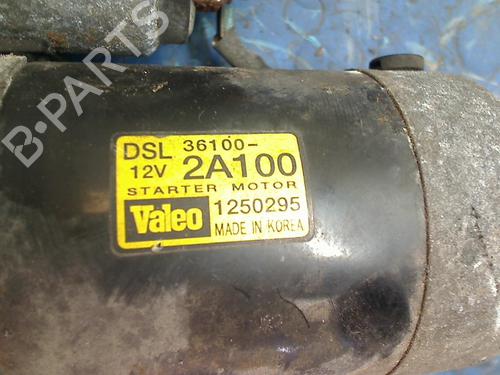 B-PARTS
DSL 36100-
12V 2A100
STARTER MOTOR
Valeo 1250295
MADE IN KOREA